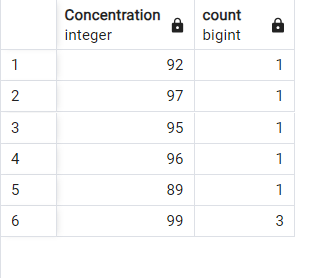 Concentration count
integer bigint
1 92 1
2 97 1
3 95 1
4 96 1
5 89 1
6 99 3